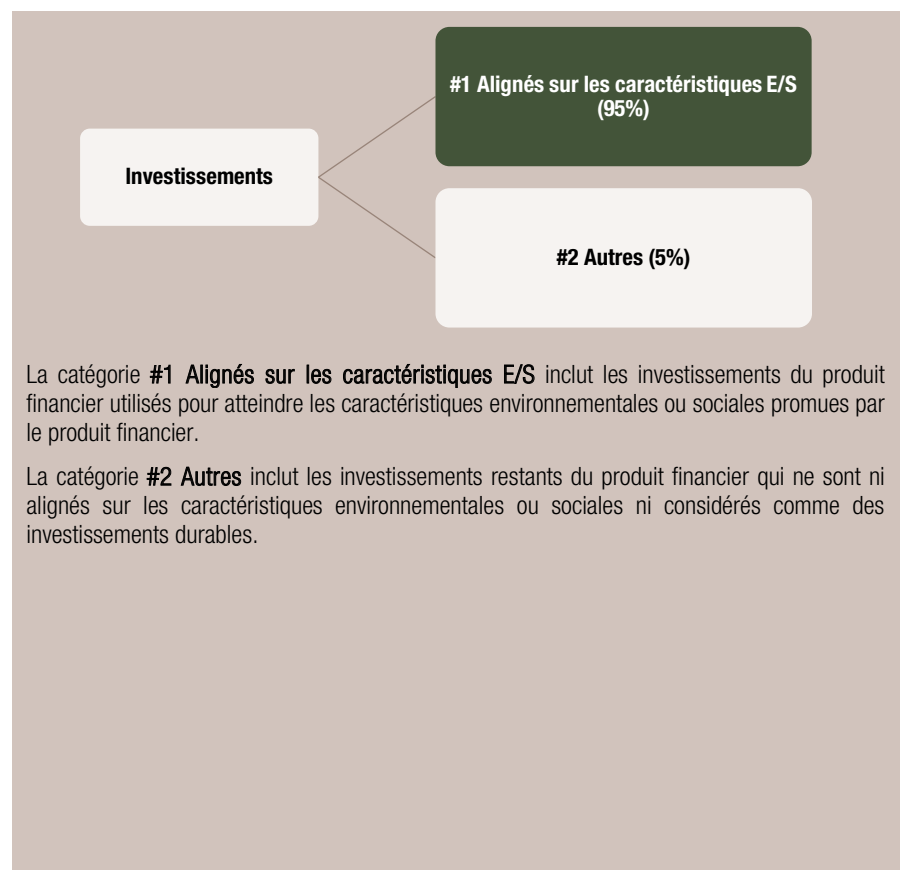 #1 Alignés sur les caractéristiques E/S
(95%)
Investissements
#2 Autres (5%)
La catégorie #1 Alignés sur les caractéristiques E/S inclut les investissements du produit
financier utilisés pour atteindre les caractéristiques environnementales ou sociales promues par
le produit financier.
La catégorie #2 Autres inclut les investissements restants du produit financier qui ne sont ni
alignés sur les caractéristiques environnementales ou sociales ni considérés comme des
investissements durables.